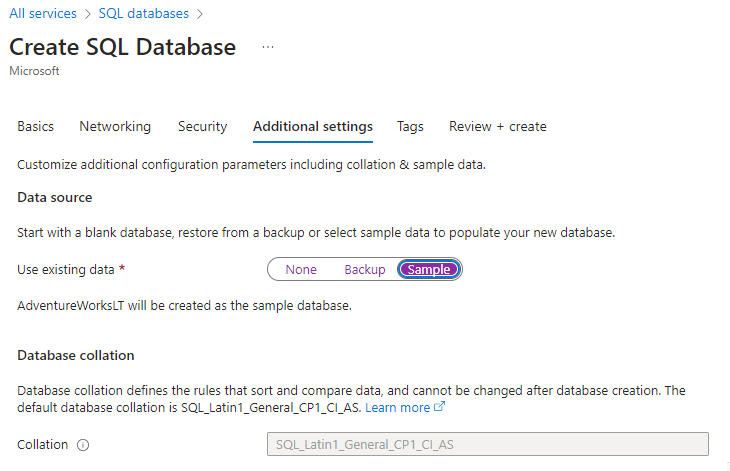 All services > SQL databases >
Create SQL Database ...
Microsoft
Basics Networking Security Additional settings Tags Review + create
Customize additional configuration parameters including collation & sample data.
Data source
Start with a blank database, restore from a backup or select sample data to populate your new database.
Use existing data * None Backup Sample
AdventureWorksLT will be created as the sample database.
Database collation
Database collation defines the rules that sort and compare data, and cannot be changed after database creation. The
default database collation is SQL_Latin1_General_CP1_CI_AS. Learn more
Collation SQL_Latin1_General_CP1_CI_AS